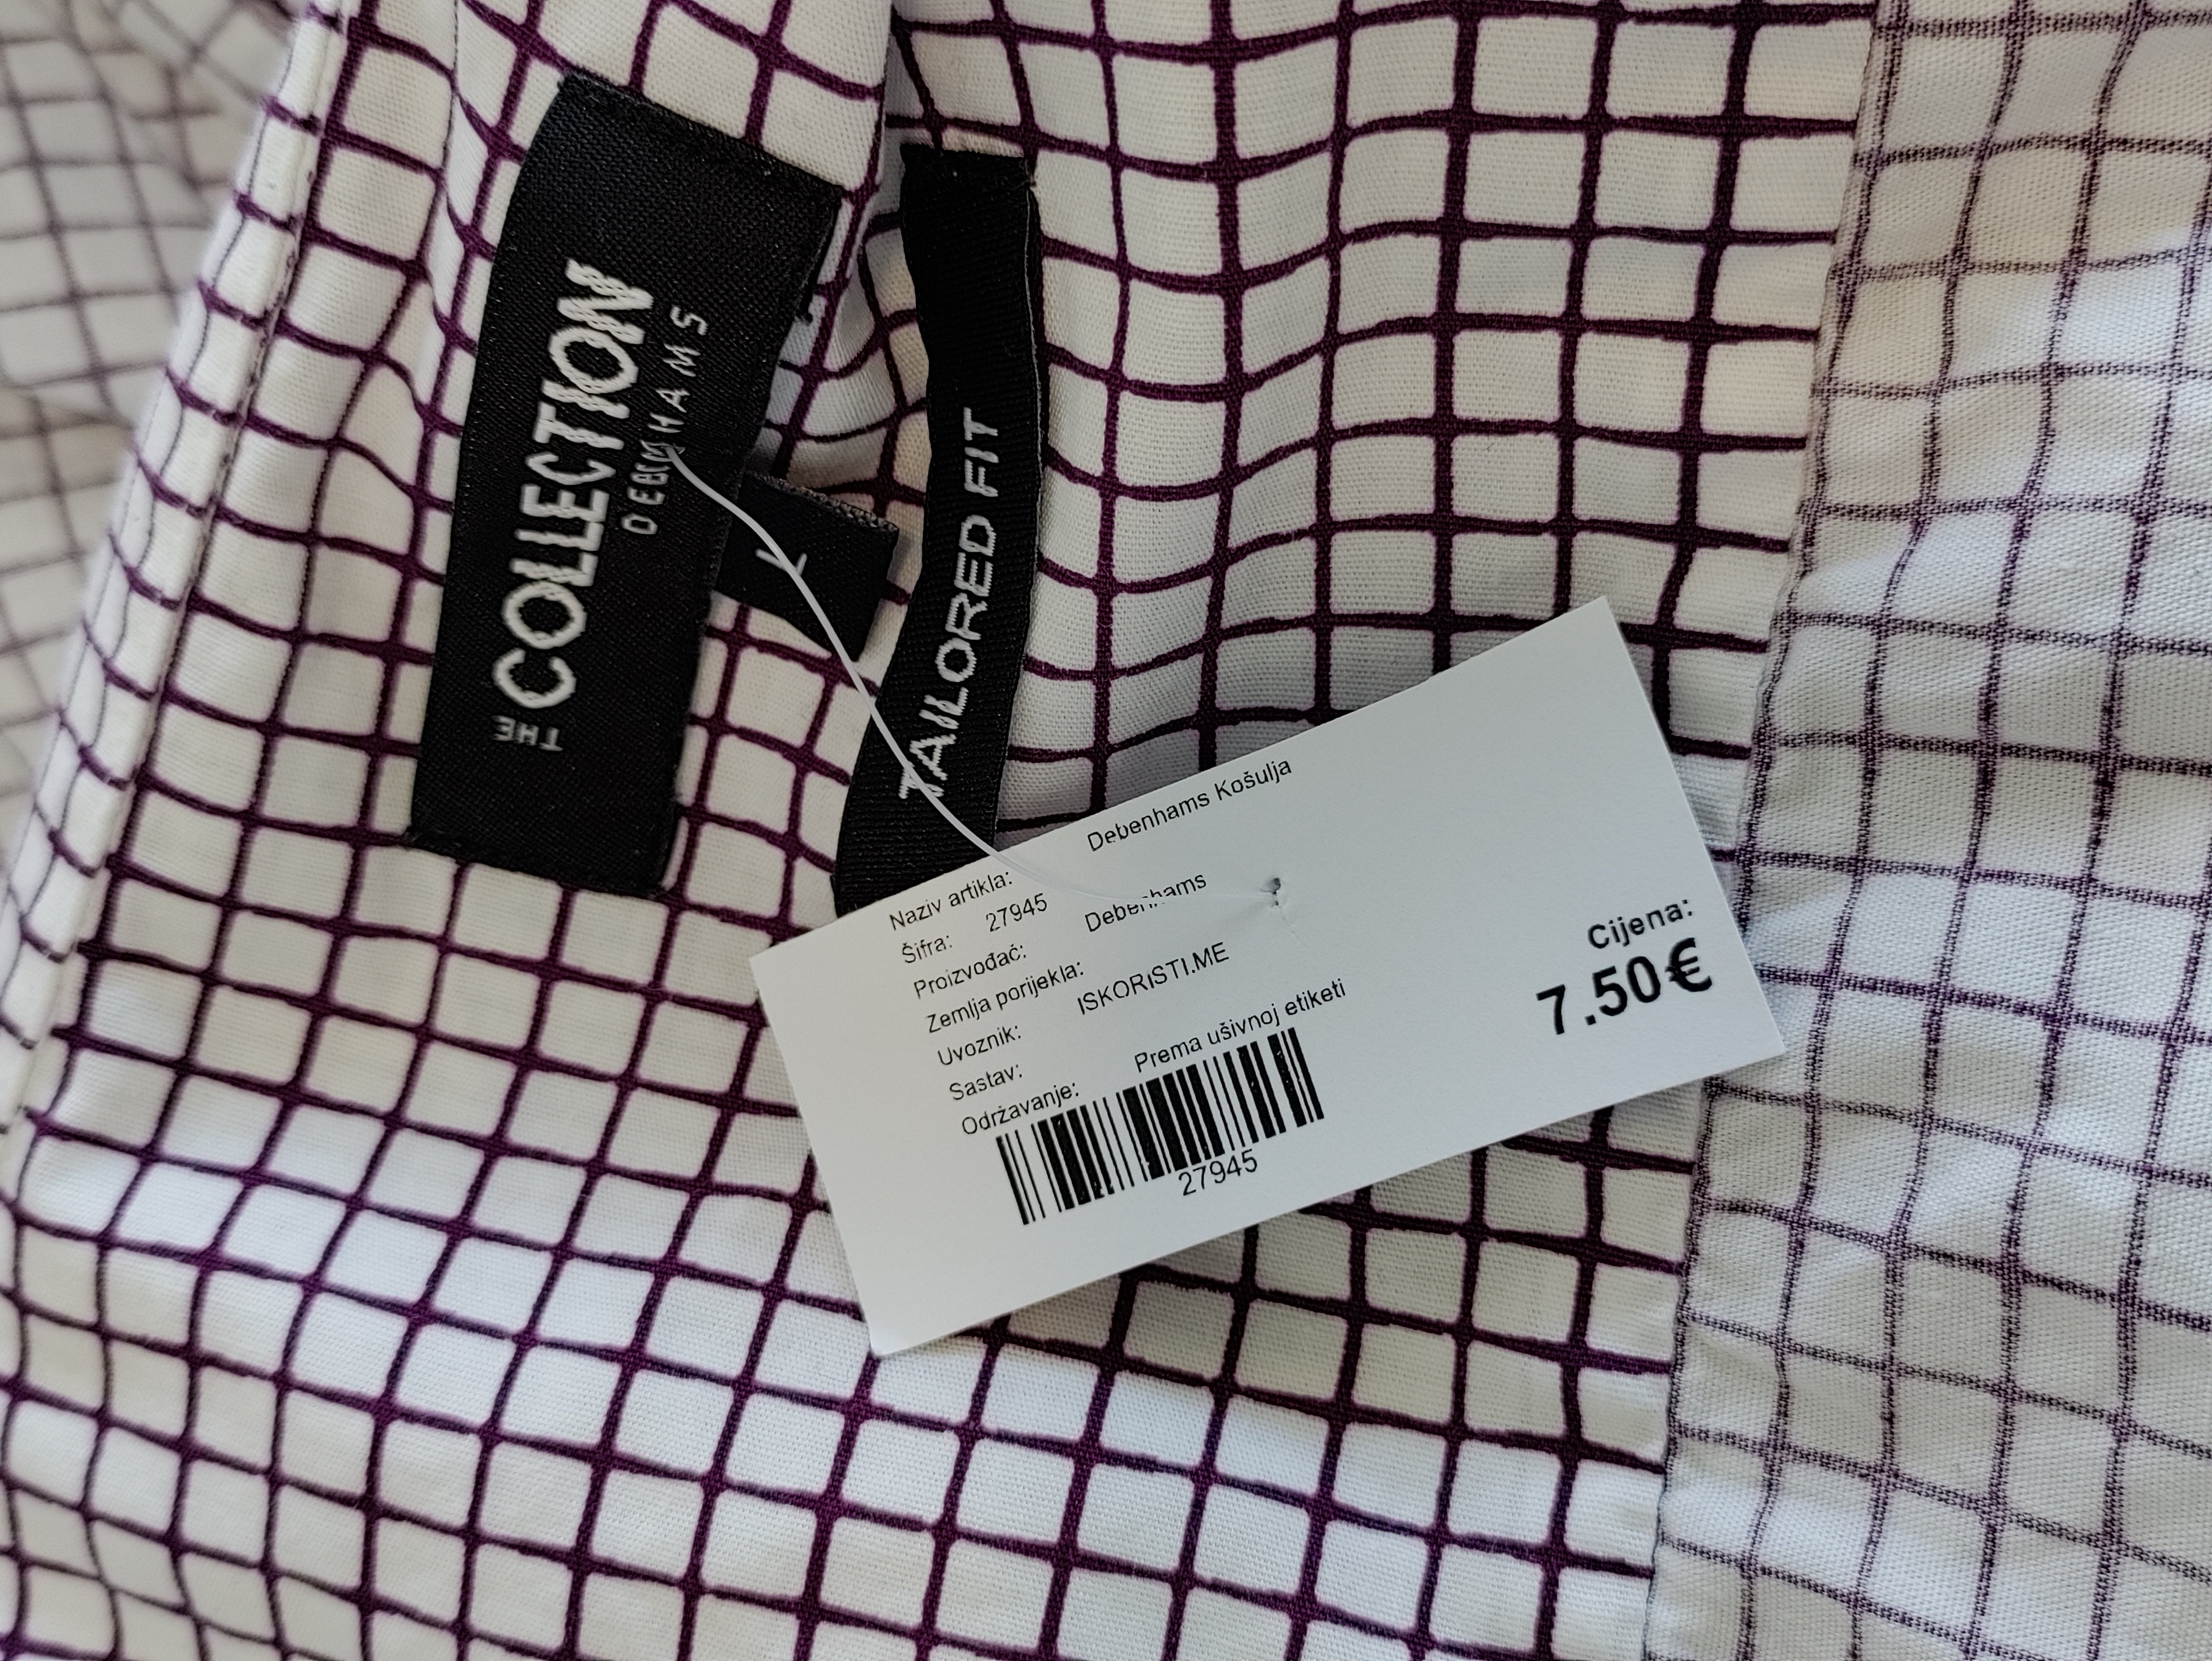 THE
COLLECTION
DEBENHAMS
L
TAILORED FIT
Naziv artikla: Debenhams Košulja
Šifra: 27945
Proizvođač: Debenhams
Zemlja porijekla:
Uvoznik: ISKORISTI.ME
Sastav:
Održavanje: Prema ušivnoj etiketi
27945
Cijena:
7.50€